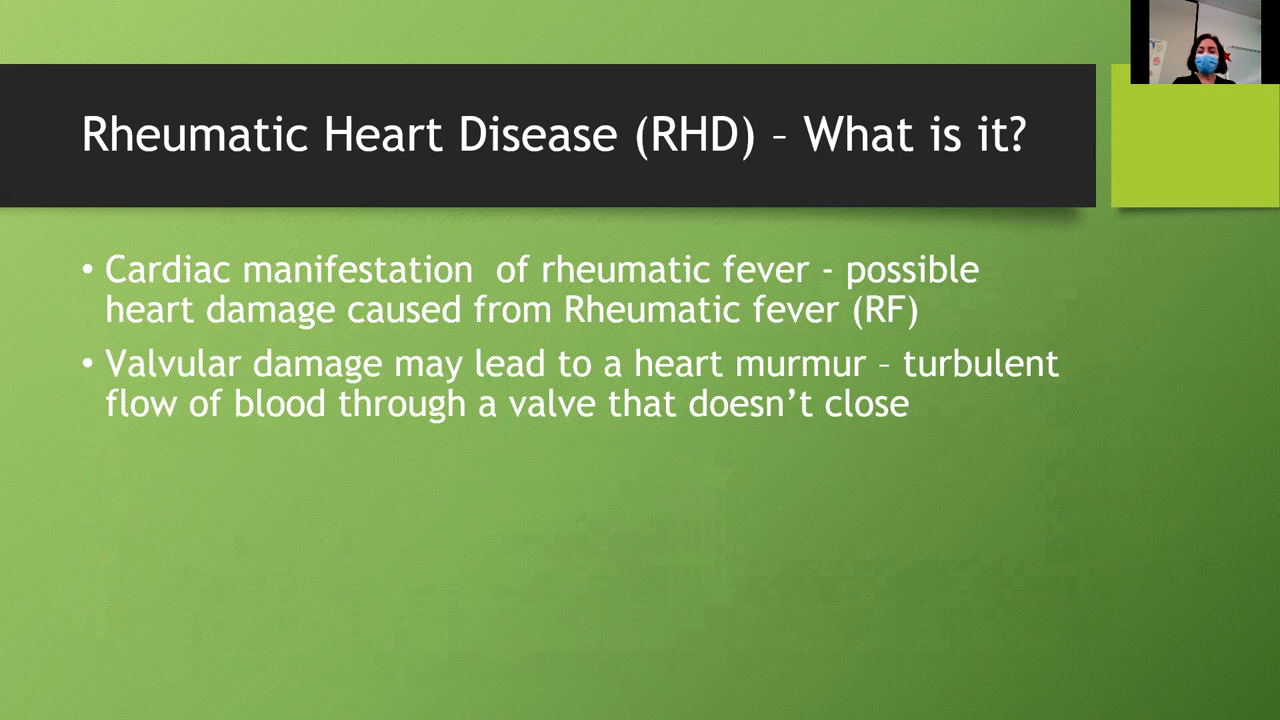 Rheumatic Heart Disease (RHD) – What is it?
• Cardiac manifestation  of rheumatic fever - possible
heart damage caused from Rheumatic fever (RF)
• Valvular damage may lead to a heart murmur – turbulent
flow of blood through a valve that doesn’t close